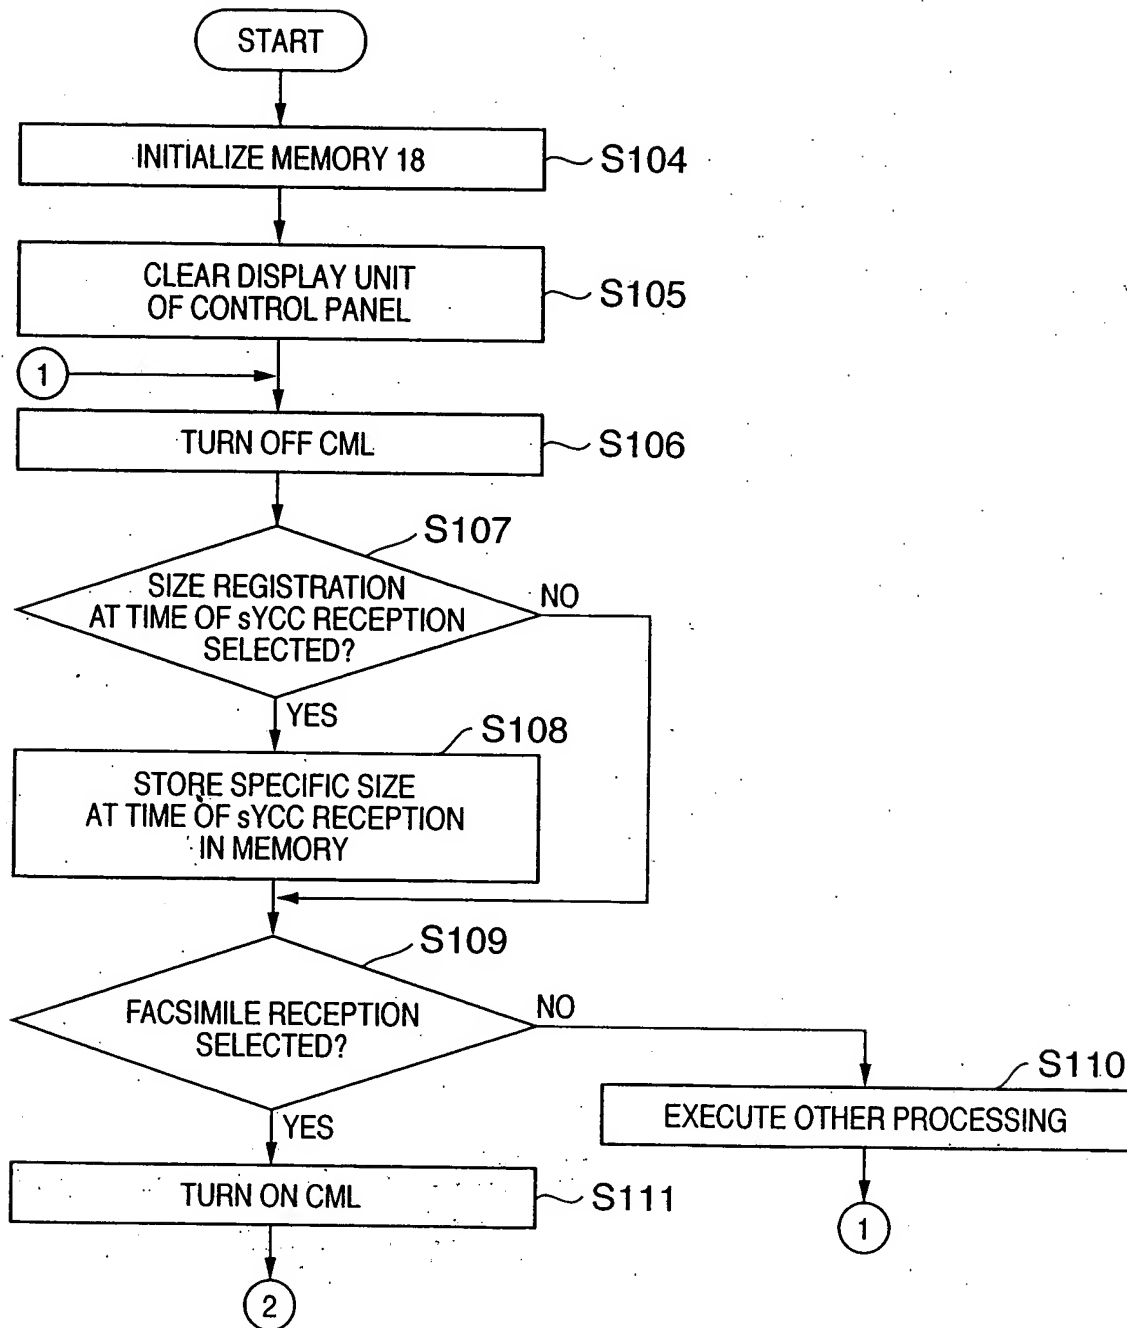 START
INITIALIZE MEMORY 18
S104
CLEAR DISPLAY UNIT
OF CONTROL PANEL
S105
1
TURN OFF CML
S106
S107
SIZE REGISTRATION
AT TIME OF sYCC RECEPTION
SELECTED?
NO
YES
S108
STORE SPECIFIC SIZE
AT TIME OF sYCC RECEPTION
IN MEMORY
S109
FACSIMILE RECEPTION
SELECTED?
NO
S110
EXECUTE OTHER PROCESSING
YES
TURN ON CML
S111
1
2